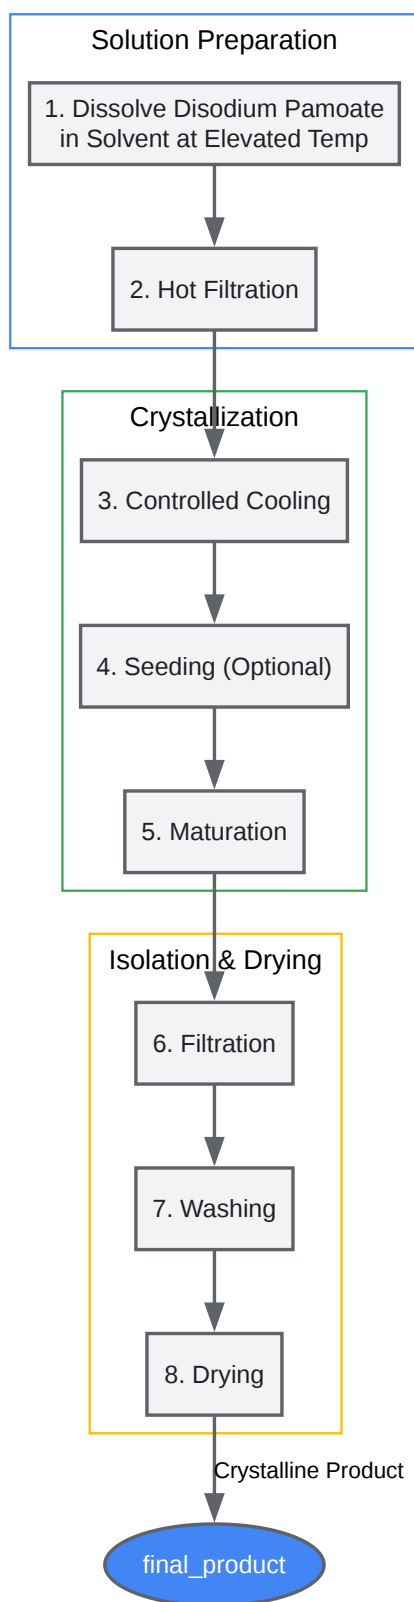 Solution Preparation
1. Dissolve Disodium Pamoate
in Solvent at Elevated Temp
2. Hot Filtration
Crystallization
3. Controlled Cooling
4. Seeding (Optional)
5. Maturation
Isolation & Drying
6. Filtration
7. Washing
8. Drying
Crystalline Product
final_product